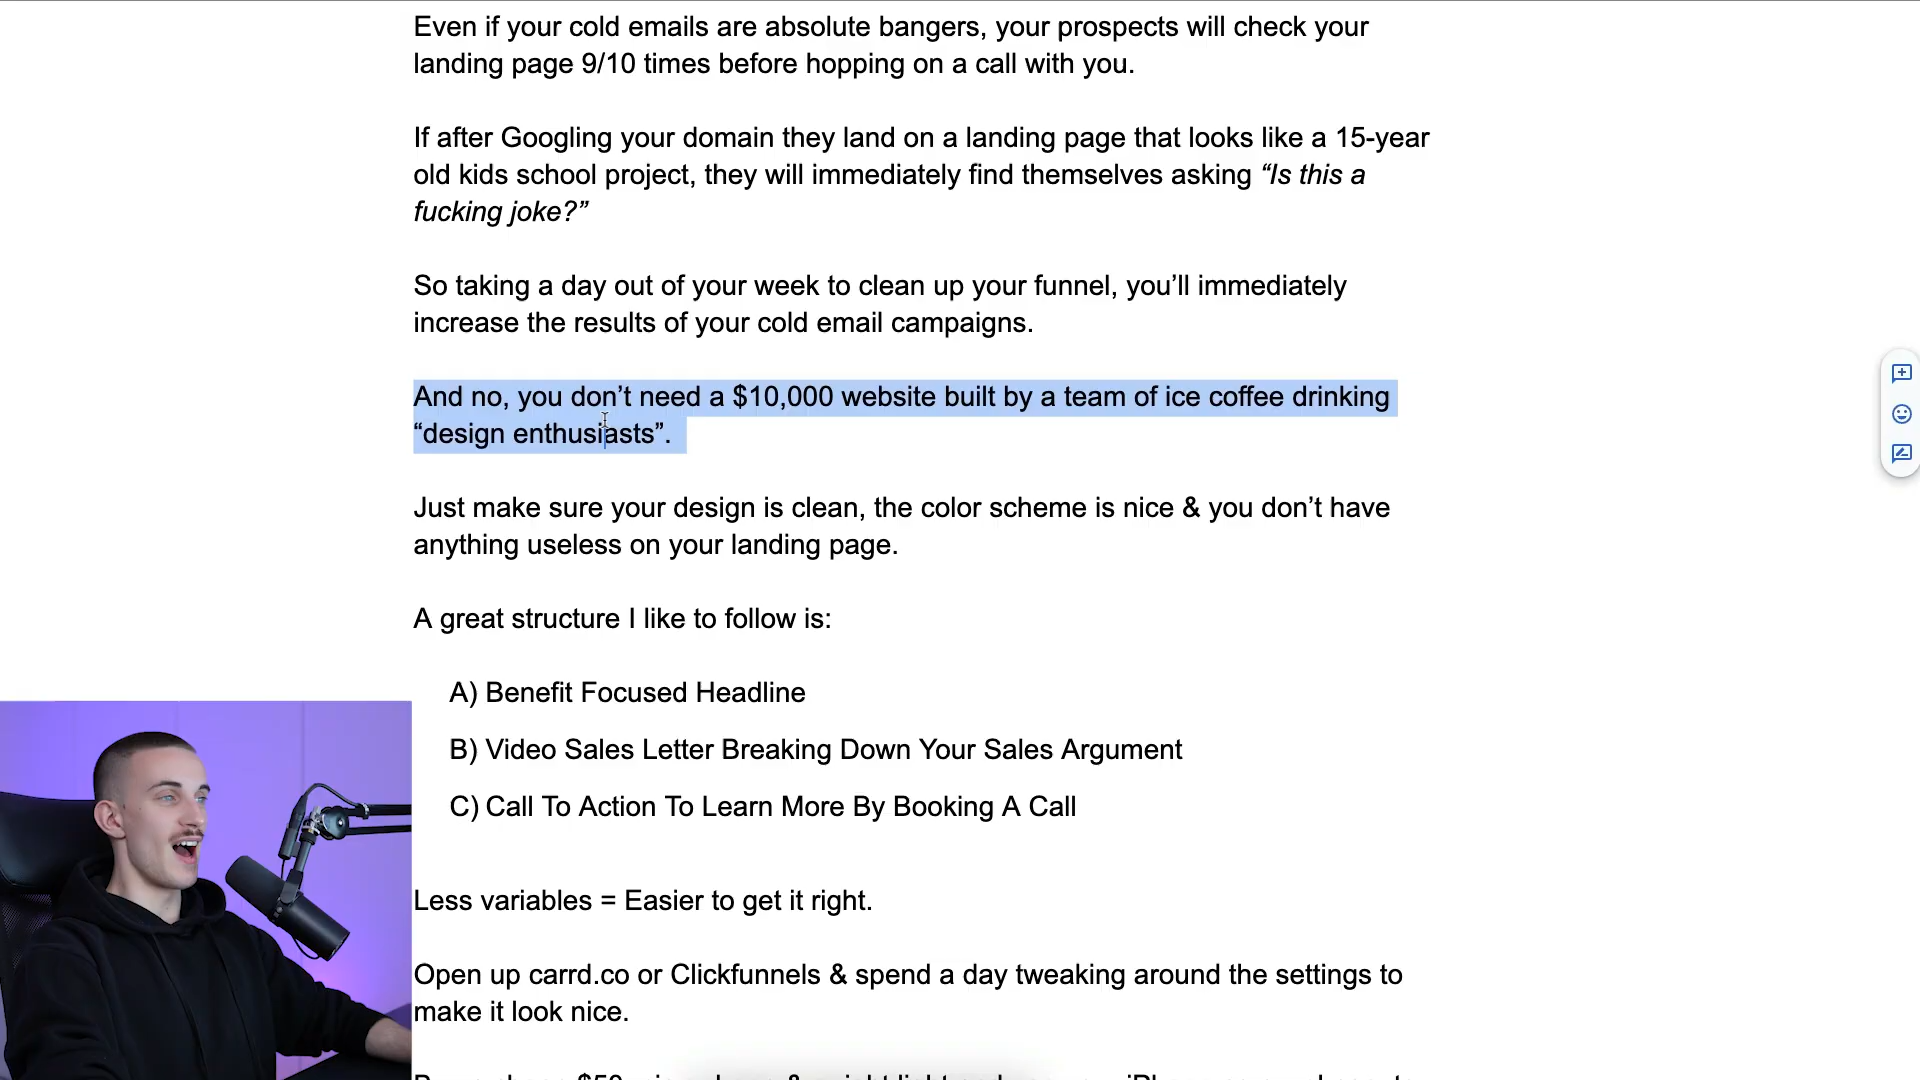 Even if your cold emails are absolute bangers, your prospects will check your
landing page 9/10 times before hopping on a call with you.
If after Googling your domain they land on a landing page that looks like a 15-year
old kids school project, they will immediately find themselves asking “Is this a
fucking joke?”
So taking a day out of your week to clean up your funnel, you’ll immediately
increase the results of your cold email campaigns.
And no, you don’t need a $10,000 website built by a team of ice coffee drinking
“design enthusiasts”.
Just make sure your design is clean, the color scheme is nice & you don’t have
anything useless on your landing page.
A great structure I like to follow is:
A) Benefit Focused Headline
B) Video Sales Letter Breaking Down Your Sales Argument
C) Call To Action To Learn More By Booking A Call
Less variables = Easier to get it right.
Open up carrd.co or Clickfunnels & spend a day tweaking around the settings to
make it look nice.